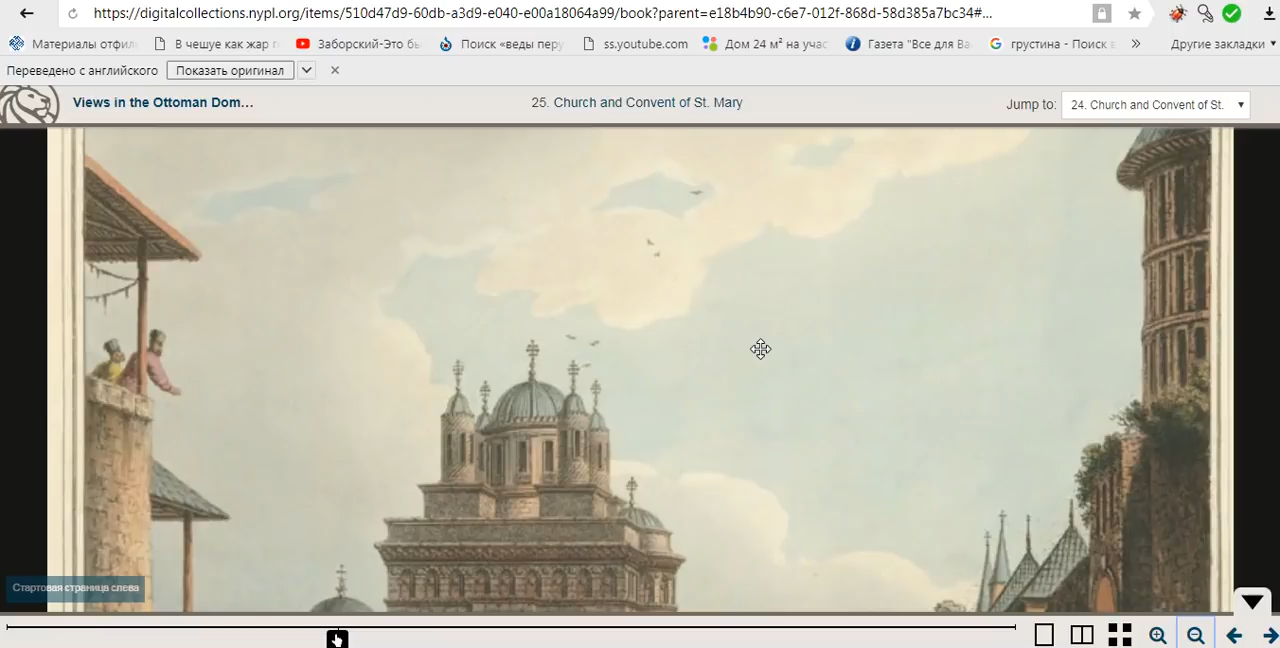 https://digitalcollections.nypl.org/items/510d47d9-60db-a3d9-e040-e00a18064a99/book?parent=e18b4b90-c6e7-012f-868d-58d385a7bc34#...
Материалы отфил В чешуе как жар г Заборский-Это бы Поиск «веды перу ss.youtube.com Дом 24 м² на учас Газета "Все для Ва грустина - Поиск в » Другие закладки
Переведено с английского Показать оригинал
Views in the Ottoman Dom... 25. Church and Convent of St. Mary Jump to: 24. Church and Convent of St.
Стартовая страница слева